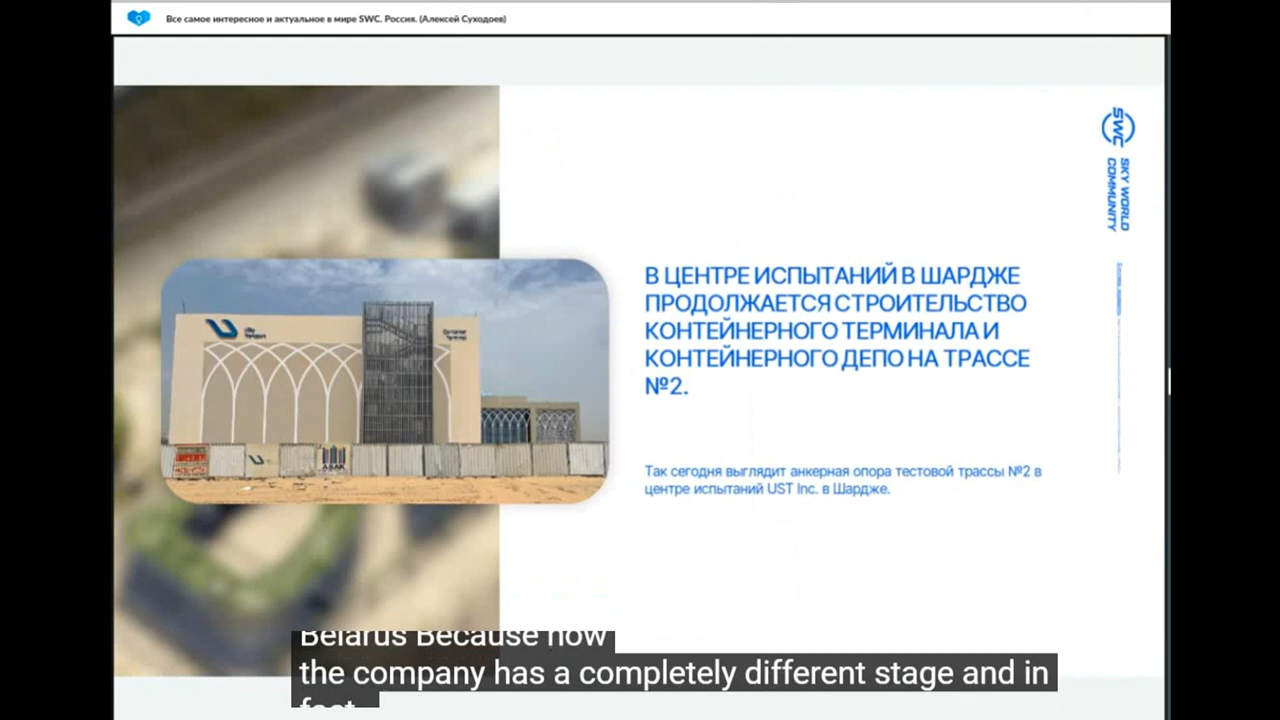 Все самое интересное и актуальное в мире SWC. Россия. (Алексей Суходоев)
SWC
SKY WORLD
COMMUNITY
В ЦЕНТРЕ ИСПЫТАНИЙ В ШАРДЖЕ
ПРОДОЛЖАЕТСЯ СТРОИТЕЛЬСТВО
КОНТЕЙНЕРНОГО ТЕРМИНАЛА И
КОНТЕЙНЕРНОГО ДЕПО НА ТРАССЕ
№2.
Так сегодня выглядит анкерная опора тестовой трассы №2 в
центре испытаний UST Inc. в Шардже.
Belarus Because now
the company has a completely different stage and in
fact